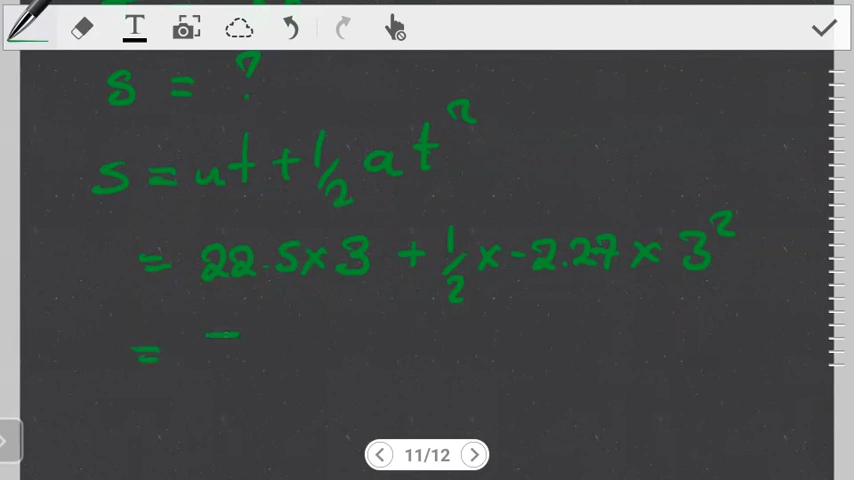 T
s = ?
s = ut + 1/2 at²
= 22.5 x 3 + 1/2 x -2.27 x 3²
=
11/12